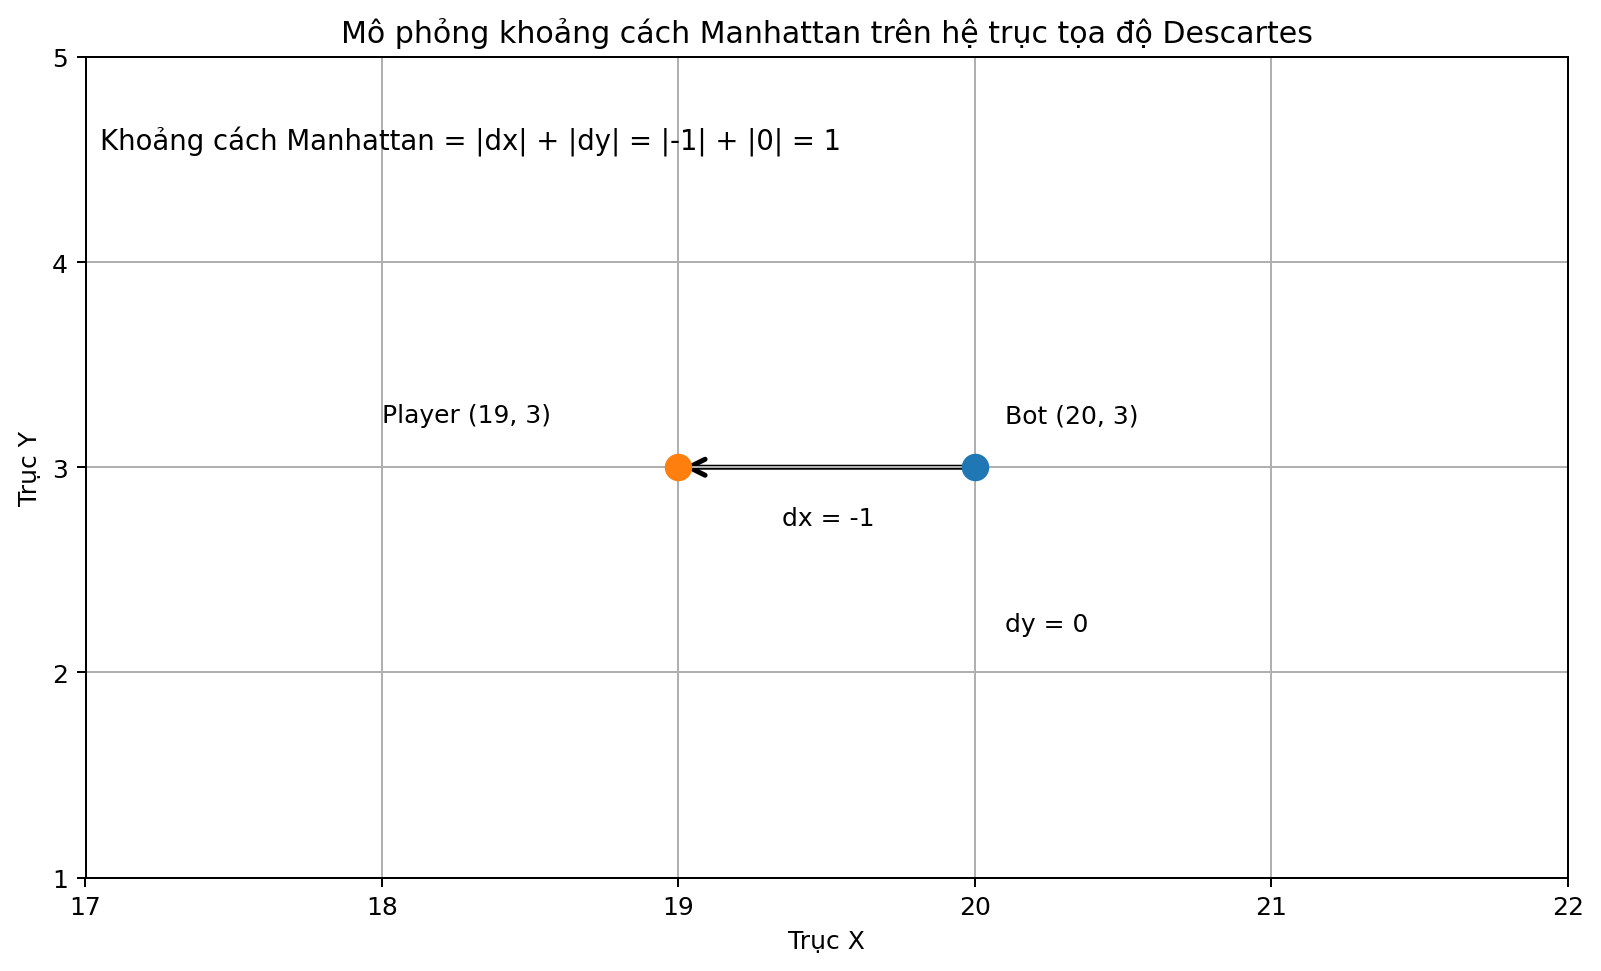 Mô phỏng khoảng cách Manhattan trên hệ trục tọa độ Descartes
5
Khoảng cách Manhattan = |dx| + |dy| = |-1| + |0| = 1
4
Player (19, 3)
Bot (20, 3)
Trục Y
3
dx = -1
dy = 0
2
1
17 18 19 20 21 22
Trục X